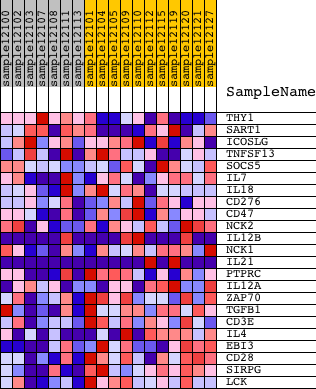 sample12100
sample12102
sample12103
sample12107
sample12108
sample12111
sample12113
sample12101
sample12104
sample12105
sample12109
sample12110
sample12112
sample12115
sample12119
sample12120
sample12121
sample12127
SampleName
THY1
SART1
ICOSLG
TNFSF13
SOCS5
IL7
IL18
CD276
CD47
NCK2
IL12B
NCK1
IL21
PTPRC
IL12A
ZAP70
TGFB1
CD3E
IL4
EBI3
CD28
SIRPG
LCK